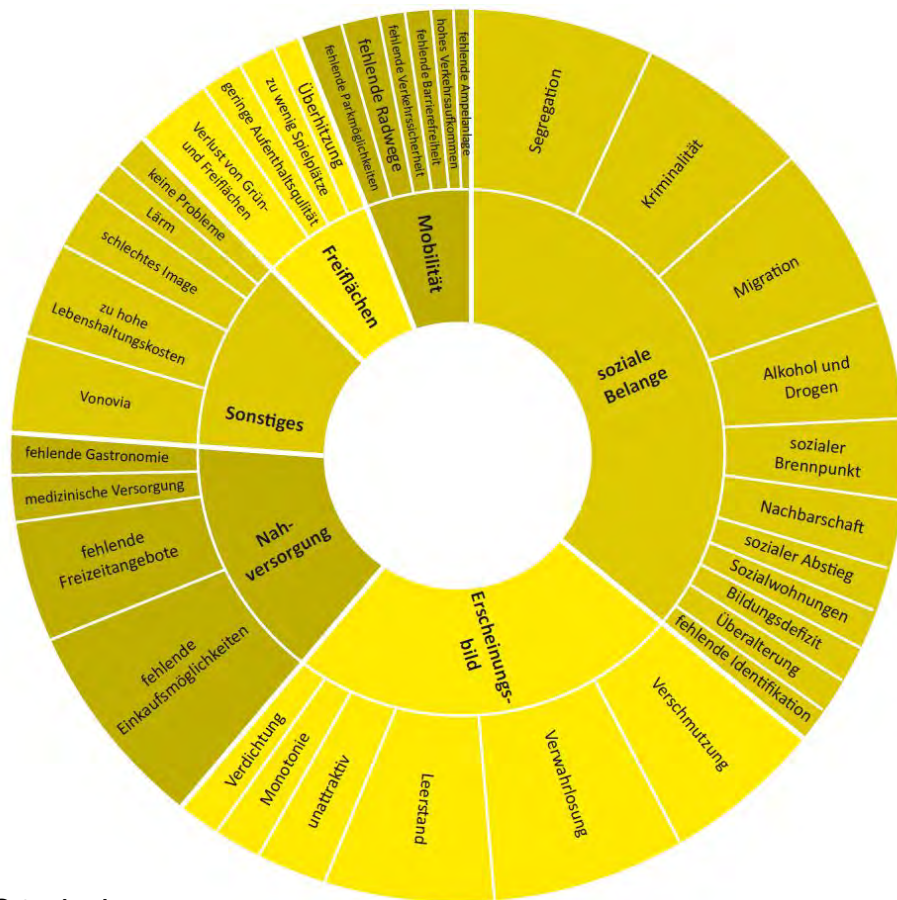 soziale
Belange
Segregation
Kriminalität
Migration
Alkohol und
Drogen
sozialer
Brennpunkt
Nachbarschaft
sozialer Abstieg
Sozialwohnungen
Bildungsdefizit
Überalterung
fehlende Identifikation
Erscheinungs-
bild
Verschmutzung
Verwahrlosung
Leerstand
unattraktiv
Monotonie
Verdichtung
Nah-
versorgung
fehlende
Einkaufsmöglichkeiten
fehlende
Freizeitangebote
medizinische Versorgung
fehlende Gastronomie
Sonstiges
Vonovia
zu hohe
Lebenshaltungskosten
schlechtes Image
Lärm
keine Probleme
Freiflächen
Verlust von Grün-
und Freiflächen
geringe Aufenthaltsqulität
zu wenig Spielplätze
Überhitzung
Mobilität
fehlende Parkmöglichkeiten
fehlende Radwege
fehlende Verkehrssicherheit
fehlende Barrierefreiheit
hohes Verkehrsaufkommen
fehlende Ampelanlage